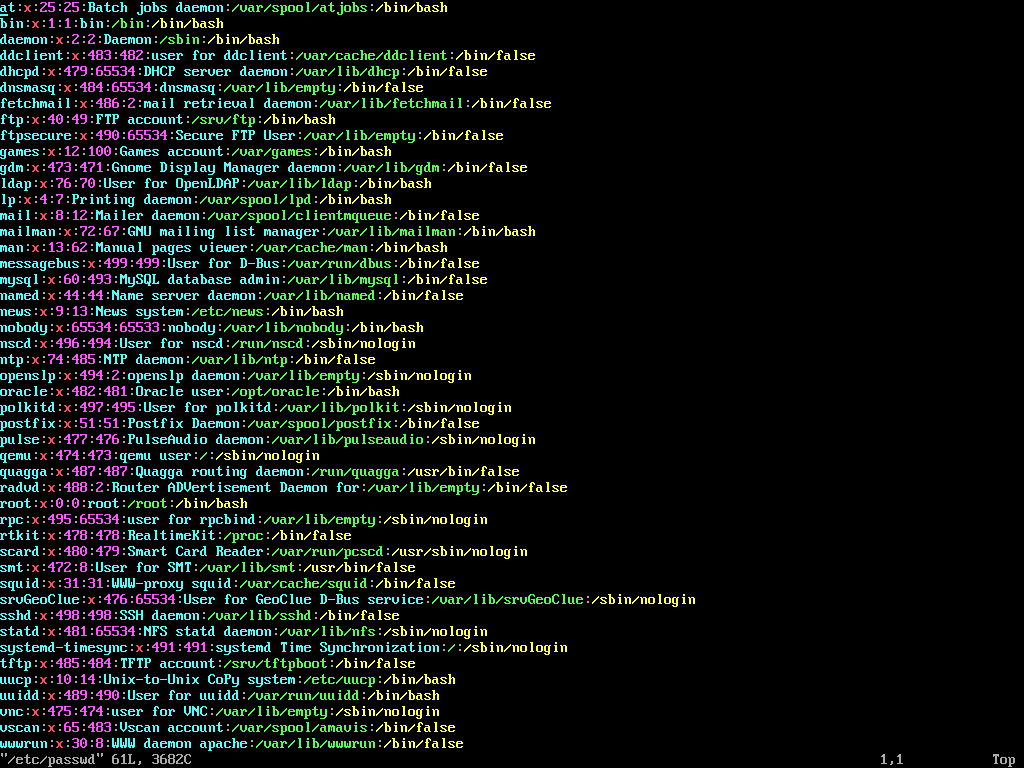 at:x:25:25:Batch jobs daemon:/var/spool/atjobs:/bin/bash
bin:x:1:1:bin:/bin:/bin/bash
daemon:x:2:2:Daemon:/sbin:/bin/bash
ddclient:x:483:482:user for ddclient:/var/cache/ddclient:/bin/false
dhcpd:x:479:65534:DHCP server daemon:/var/lib/dhcp:/bin/false
dnsmasq:x:484:65534:dnsmasq:/var/lib/empty:/bin/false
fetchmail:x:486:2:mail retrieval daemon:/var/lib/fetchmail:/bin/false
ftp:x:40:49:FTP account:/srv/ftp:/bin/bash
ftpsecure:x:490:65534:Secure FTP User:/var/lib/empty:/bin/false
games:x:12:100:Games account:/var/games:/bin/bash
gdm:x:473:471:Gnome Display Manager daemon:/var/lib/gdm:/bin/false
ldap:x:76:70:User for OpenLDAP:/var/lib/ldap:/bin/bash
lp:x:4:7:Printing daemon:/var/spool/lpd:/bin/bash
mail:x:8:12:Mailer daemon:/var/spool/clientmqueue:/bin/false
mailman:x:72:67:GNU mailing list manager:/var/lib/mailman:/bin/bash
man:x:13:62:Manual pages viewer:/var/cache/man:/bin/bash
messagebus:x:499:499:User for D-Bus:/var/run/dbus:/bin/false
mysql:x:60:493:MySQL database admin:/var/lib/mysql:/bin/false
named:x:44:44:Name server daemon:/var/lib/named:/bin/false
news:x:9:13:News system:/etc/news:/bin/bash
nobody:x:65534:65533:nobody:/var/lib/nobody:/bin/bash
nscd:x:496:494:User for nscd:/run/nscd:/sbin/nologin
ntp:x:74:485:NTP daemon:/var/lib/ntp:/bin/false
openslp:x:494:2:openslp daemon:/var/lib/empty:/sbin/nologin
oracle:x:482:481:Oracle user:/opt/oracle:/bin/bash
polkitd:x:497:495:User for polkitd:/var/lib/polkit:/sbin/nologin
postfix:x:51:51:Postfix Daemon:/var/spool/postfix:/bin/false
pulse:x:477:476:PulseAudio daemon:/var/lib/pulseaudio:/sbin/nologin
qemu:x:474:473:qemu user:/:/sbin/nologin
quagga:x:487:487:Quagga routing daemon:/run/quagga:/usr/bin/false
radvd:x:488:2:Router ADVertisement Daemon for:/var/lib/empty:/bin/false
root:x:0:0:root:/root:/bin/bash
rpc:x:495:65534:user for rpcbind:/var/lib/empty:/sbin/nologin
rtkit:x:478:478:RealtimeKit:/proc:/bin/false
scard:x:480:479:Smart Card Reader:/var/run/pcscd:/usr/sbin/nologin
smt:x:472:8:User for SMT:/var/lib/smt:/usr/bin/false
squid:x:31:31:WWW-proxy squid:/var/cache/squid:/bin/false
srvGeoClue:x:476:65534:User for GeoClue D-Bus service:/var/lib/srvGeoClue:/sbin/nologin
sshd:x:498:498:SSH daemon:/var/lib/sshd:/bin/false
statd:x:481:65534:NFS statd daemon:/var/lib/nfs:/sbin/nologin
systemd-timesync:x:491:491:systemd Time Synchronization:/:/sbin/nologin
tftp:x:485:484:TFTP account:/srv/tftpboot:/bin/false
uucp:x:10:14:Unix-to-Unix CoPy system:/etc/uucp:/bin/bash
uuidd:x:489:490:User for uuidd:/var/run/uuidd:/bin/bash
vnc:x:475:474:user for VNC:/var/lib/empty:/sbin/nologin
vscan:x:65:483:Vscan account:/var/spool/amavis:/bin/false
wwwrun:x:30:8:WWW daemon apache:/var/lib/wwwrun:/bin/false
"/etc/passwd" 61L, 3682C 1,1 Top